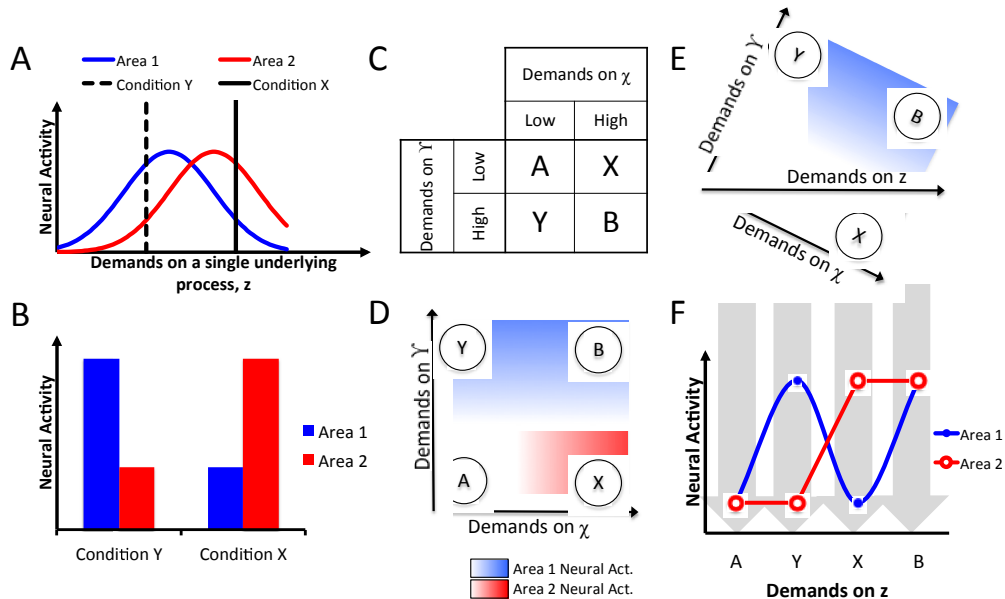 A
Area 1
Area 2
Condition Y
Condition X
Neural Activity
Demands on a single underlying
process, z
B
Neural Activity
Area 1
Area 2
Condition Y
Condition X
C
Demands on χ
Low
High
Demands on ϒ
Low
A
X
High
Y
B
D
Demands on ϒ
Y
B
A
X
Demands on χ
Area 1 Neural Act.
Area 2 Neural Act.
E
Demands on ϒ
Y
B
Demands on z
X
Demands on χ
F
Neural Activity
Area 1
Area 2
A
Y
X
B
Demands on z